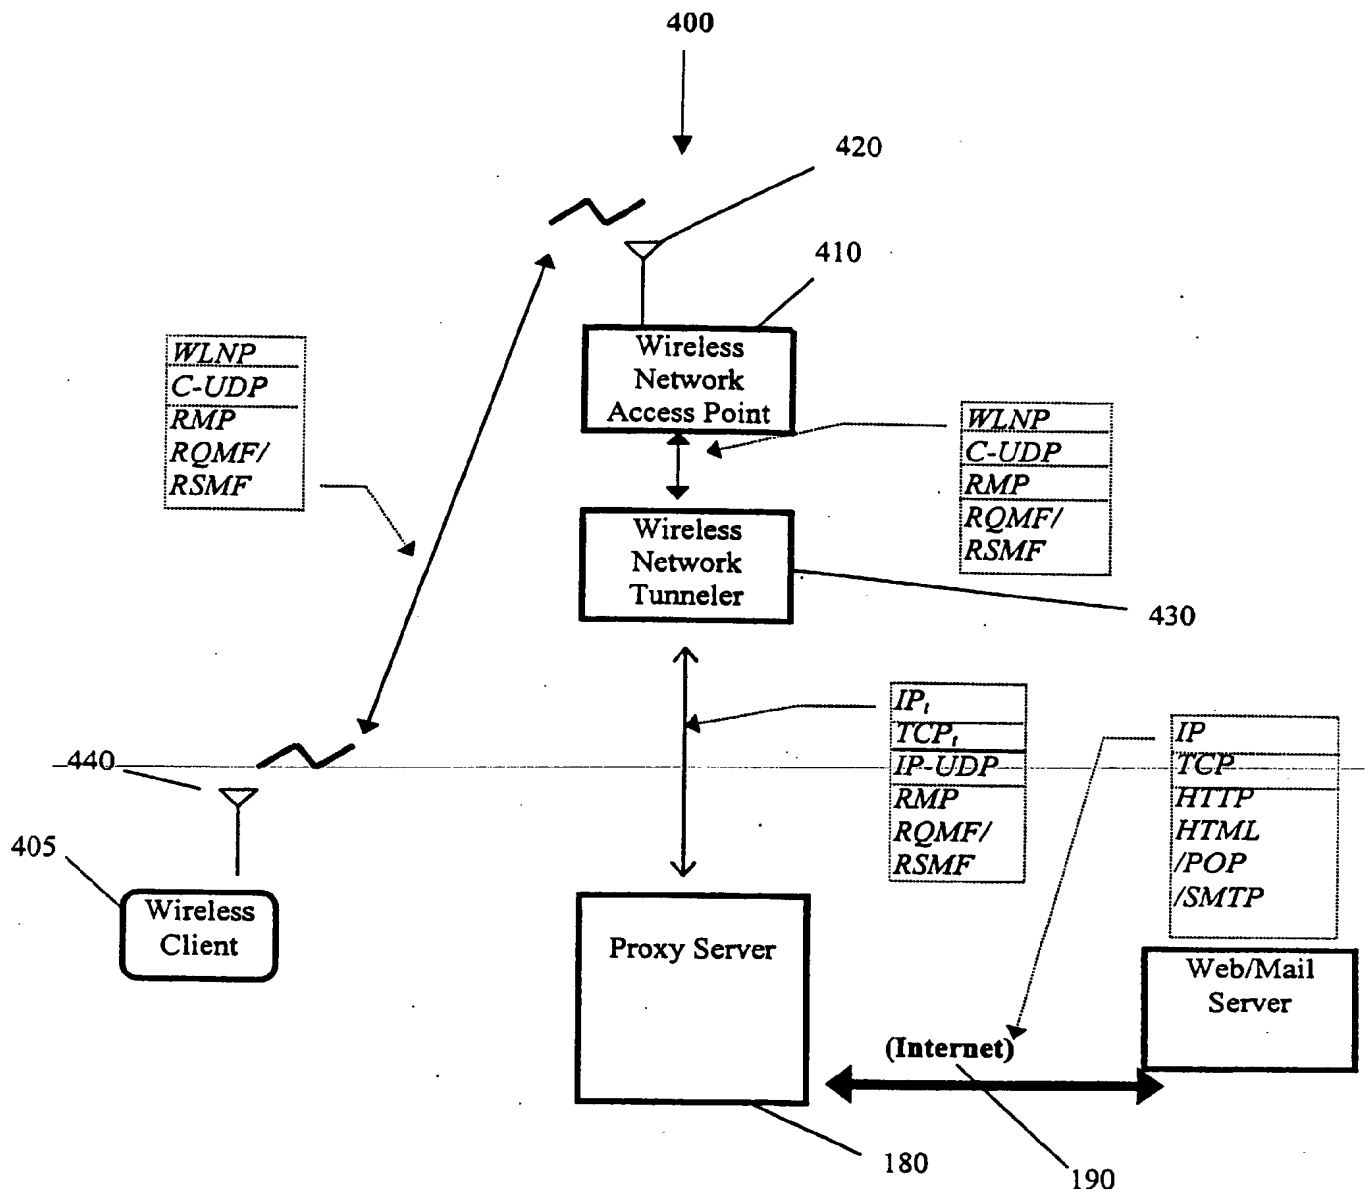 400
420
410
WLNP
C-UDP
RMP
RQMF/
RSMF
Wireless
Network
Access Point
WLNP
C-UDP
RMP
RQMF/
RSMF
Wireless
Network
Tunneler
430
IPt
TCPt
IP-UDP
RMP
RQMF/
RSMF
IP
TCP
HTTP
HTML
/POP
/SMTP
440
405
Wireless
Client
Proxy Server
Web/Mail
Server
(Internet)
180
190